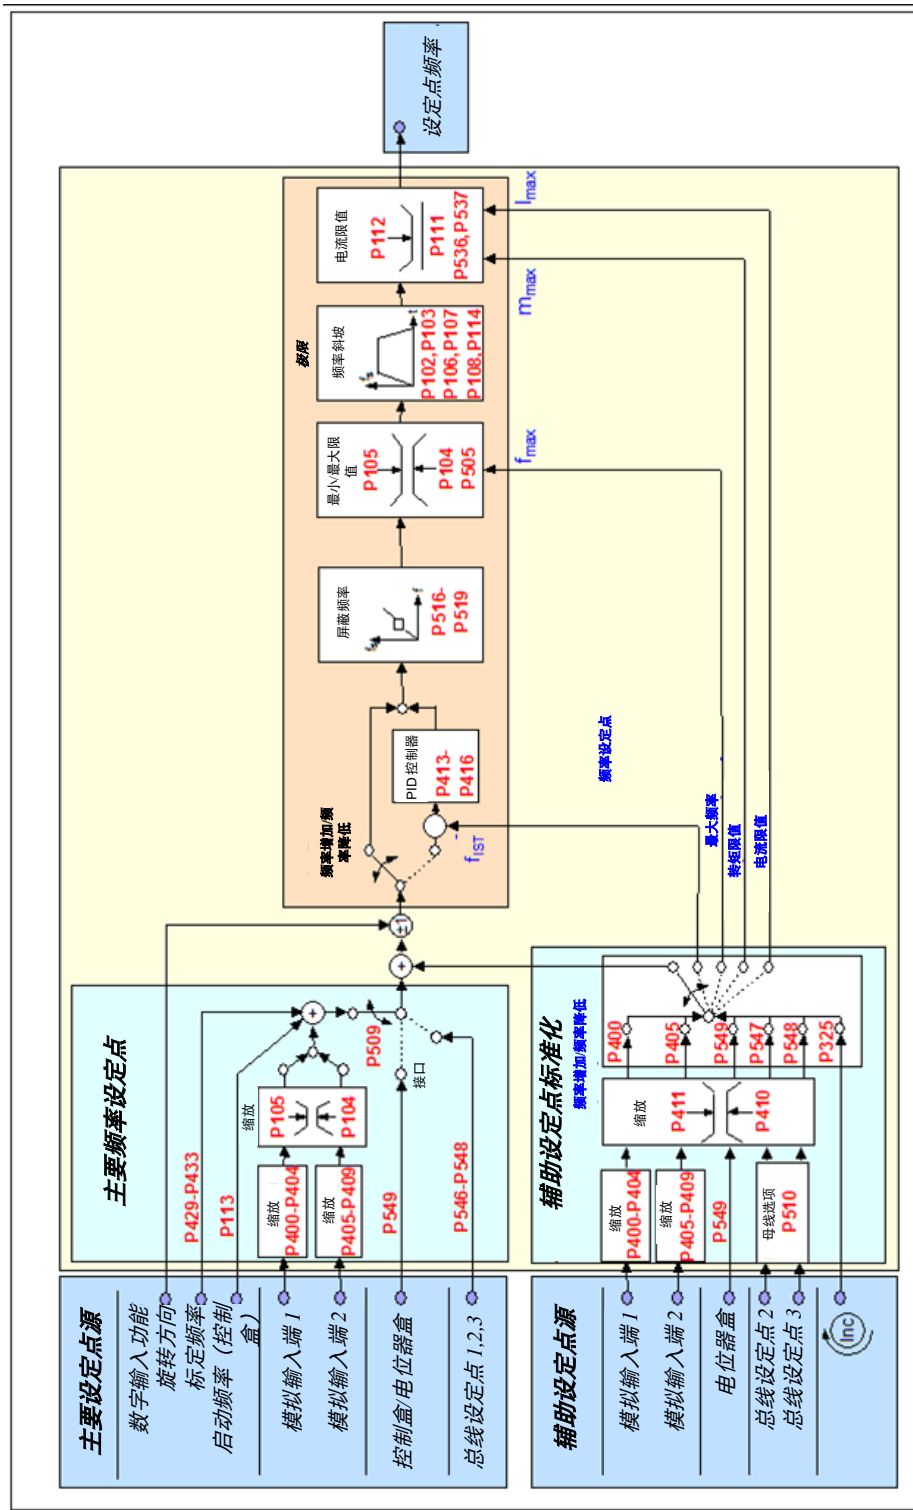 主要设定点源
数字输入功能
旋转方向
标定频率
启动频率（控制
盒）
模拟输入端 1
模拟输入端 2
控制盒/电位器盒
总线设定点 1,2,3
主要频率设定点
P429-P433
P113
缩放
P400-P404
缩放
P405-P409
缩放
P105
P104
P549
P546-P548
P509
接口
+
+
±1
频率增加/频
率降低
PID 控制器
P413-
P416
-
fIST
极限
屏蔽频率
f
P516-
P519
最小/最大限
值
P105
P104
P505
fmax
频率斜坡
t
P102,P103
P106,P107
P108,P114
电流限值
P112
P111
P536,P537
mmax
Imax
设定点频率
辅助设定点源
模拟输入端 1
模拟输入端 2
电位器盒
总线设定点 2
总线设定点 3
Inc
辅助设定点标准化
频率增加/频率降低
缩放
P400-P404
缩放
P405-P409
P549
母线选项
P510
缩放
P411
P410
P400
P405
P549
P547
P548
P325
频率设定点
最大频率
转矩限值
电流限值